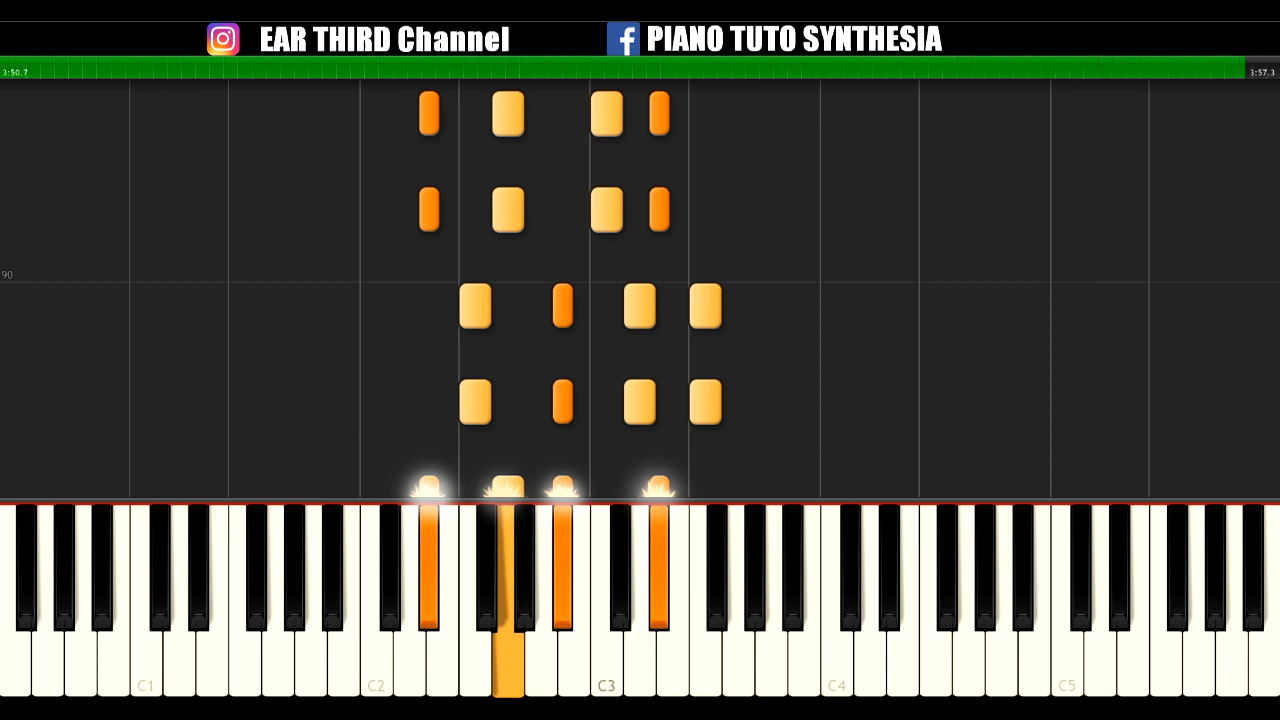 EAR THIRD Channel
PIANO TUTO SYNTHESIA
3:50.7
3:57.3
90
C1
C2
C3
C4
C5